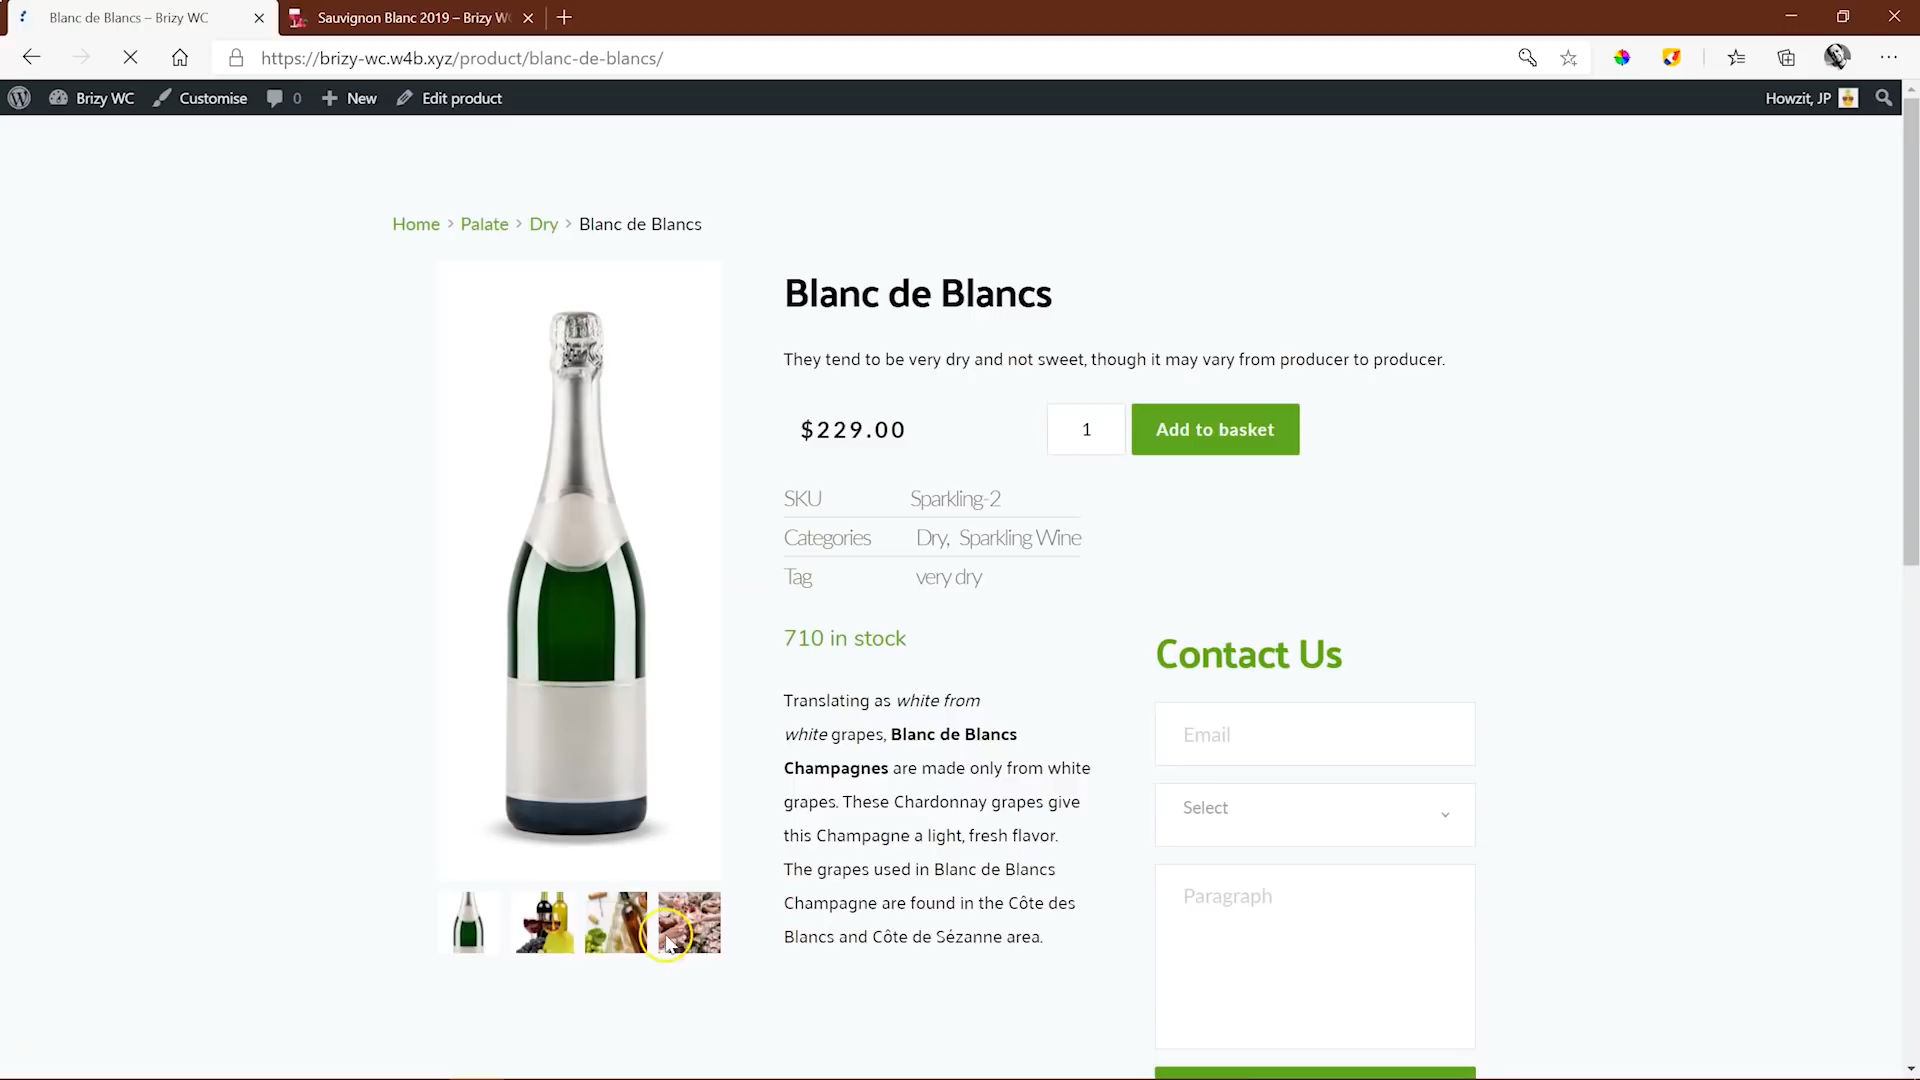 Blanc de Blancs – Brizy WC
Sauvignon Blanc 2019 – Brizy W
https://brizy-wc.w4b.xyz/product/blanc-de-blancs/
Brizy WC
Customise
0
New
Edit product
Howzit, JP
Home > Palate > Dry > Blanc de Blancs
Blanc de Blancs
They tend to be very dry and not sweet, though it may vary from producer to producer.
$229.00
1
Add to basket
SKU Sparkling-2
Categories Dry, Sparkling Wine
Tag very dry
710 in stock
Translating as white from
white grapes, Blanc de Blancs
Champagnes are made only from white
grapes. These Chardonnay grapes give
this Champagne a light, fresh flavor.
The grapes used in Blanc de Blancs
Champagne are found in the Côte des
Blancs and Côte de Sézanne area.
Contact Us
Email
Select
Paragraph